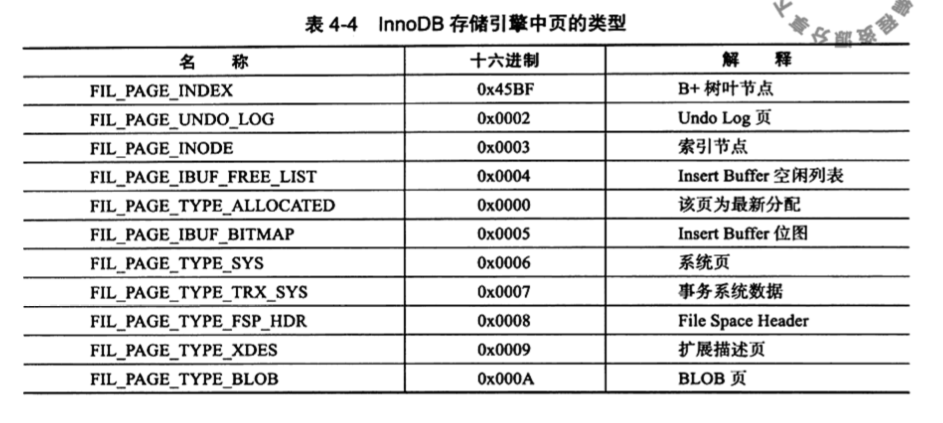 表 4-4 InnoDB 存储引擎中页的类型
名 称 十六进制 解 释
FIL_PAGE_INDEX 0x45BF B+ 树叶节点
FIL_PAGE_UNDO_LOG 0x0002 Undo Log 页
FIL_PAGE_INODE 0x0003 索引节点
FIL_PAGE_IBUF_FREE_LIST 0x0004 Insert Buffer 空闲列表
FIL_PAGE_TYPE_ALLOCATED 0x0000 该页为最新分配
FIL_PAGE_IBUF_BITMAP 0x0005 Insert Buffer 位图
FIL_PAGE_TYPE_SYS 0x0006 系统页
FIL_PAGE_TYPE_TRX_SYS 0x0007 事务系统数据
FIL_PAGE_TYPE_FSP_HDR 0x0008 File Space Header
FIL_PAGE_TYPE_XDES 0x0009 扩展描述页
FIL_PAGE_TYPE_BLOB 0x000A BLOB 页